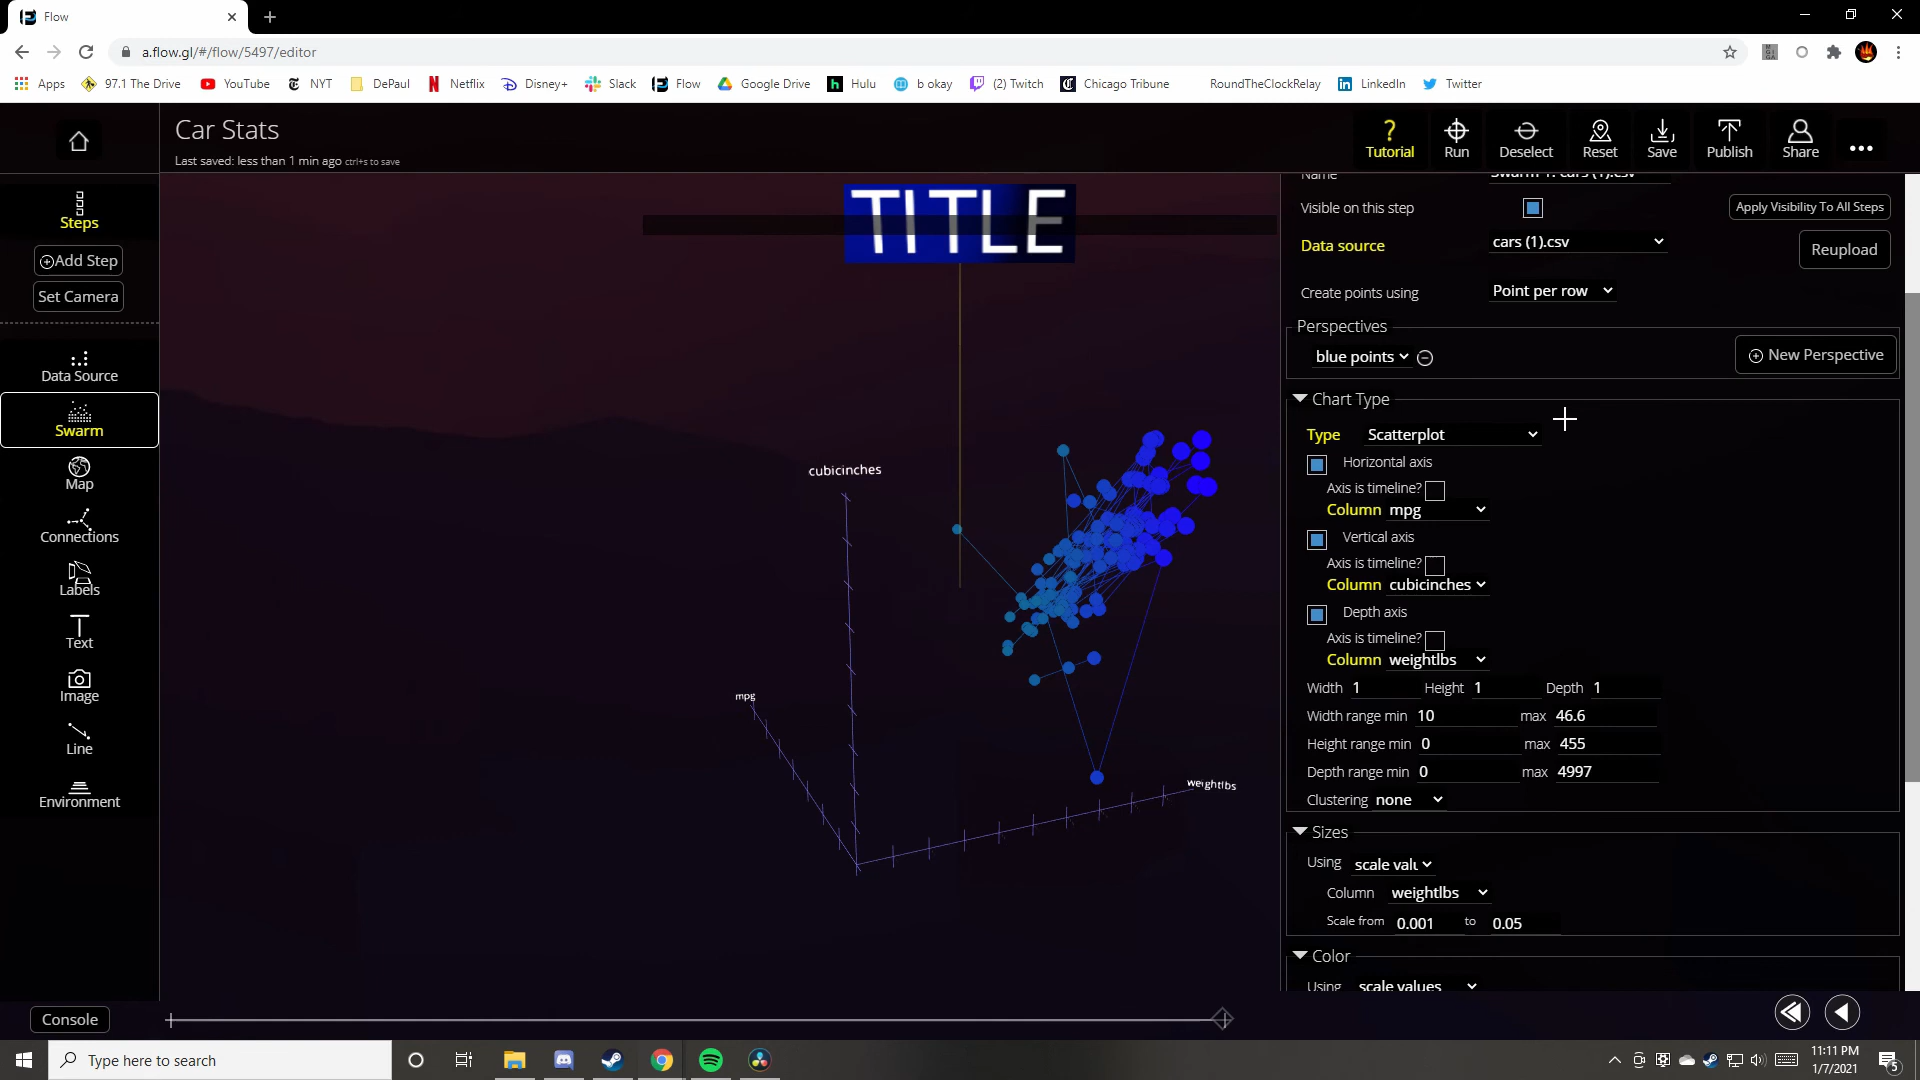 Flow
a.flow.gl/#/flow/5497/editor
Apps 97.1 The Drive YouTube NYT DePaul Netflix Disney+ Slack Flow Google Drive Hulu b okay (2) Twitch Chicago Tribune RoundTheClockRelay LinkedIn Twitter
Car Stats
Last saved: less than 1 min ago ctrl+s to save
? Tutorial Run Deselect Reset Save Publish Share ...
Steps
Add Step
Set Camera
Data Source
Swarm
Map
Connections
Labels
Text
Image
Line
Environment
Console
TITLE
cubicinches
mpg
weightlbs
Name Swarm 1: cars (1).csv
Visible on this step Apply Visibility To All Steps
Data source cars (1).csv Reupload
Create points using Point per row
Perspectives
blue points New Perspective
Chart Type
Type Scatterplot
Horizontal axis
Axis is timeline?
Column mpg
Vertical axis
Axis is timeline?
Column cubicinches
Depth axis
Axis is timeline?
Column weightlbs
Width 1 Height 1 Depth 1
Width range min 10 max 46.6
Height range min 0 max 455
Depth range min 0 max 4997
Clustering none
Sizes
Using scale valu
Column weightlbs
Scale from 0.001 to 0.05
Color
Using scale values
Type here to search
11:11 PM
1/7/2021
5